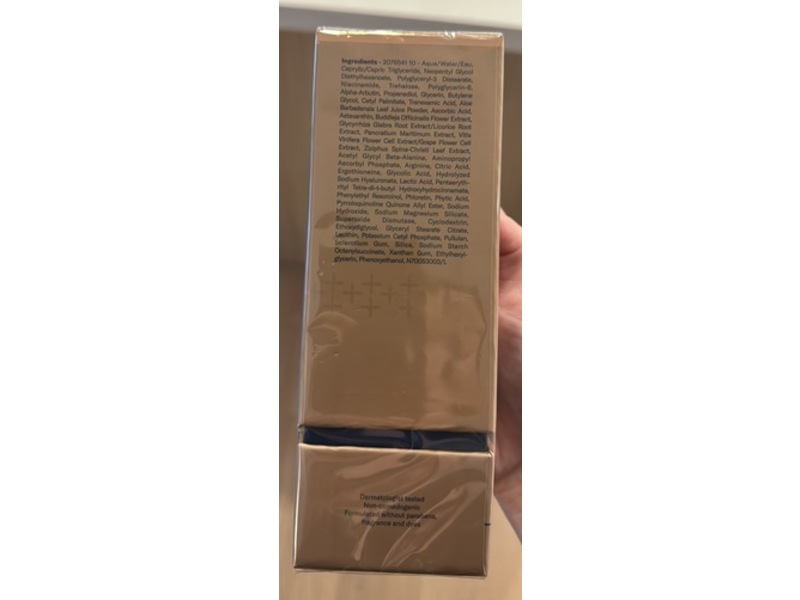 Ingredients - 2076541 10 - Aqua/Water/Eau,
Caprylic/Capric Triglyceride, Neopentyl Glycol
Diethylhexanoate, Polyglyceryl-3 Distearate,
Niacinamide, Trehalose, Polyglycerin-6,
Alpha-Arbutin, Propanediol, Glycerin, Butylene
Glycol, Cetyl Palmitate, Tranexamic Acid, Aloe
Barbadensis Leaf Juice Powder, Ascorbic Acid,
Astaxanthin, Buddleja Officinalis Flower Extract,
Glycyrrhiza Glabra Root Extract/Licorice Root
Extract, Pancratium Maritimum Extract, Vitis
Vinifera Flower Cell Extract/Grape Flower Cell
Extract, Ziziphus Spina-Christi Leaf Extract,
Acetyl Glycyl Beta-Alanine, Aminopropyl
Ascorbyl Phosphate, Arginine, Citric Acid,
Ergothioneine, Glycolic Acid, Hydrolyzed
Sodium Hyaluronate, Lactic Acid, Pentaeryth-
rityl Tetra-di-t-butyl Hydroxyhydrocinnamate,
Phenylethyl Resorcinol, Phloretin, Phytic Acid,
Pyrroloquinoline Quinone Allyl Ester, Sodium
Hydroxide, Sodium Magnesium Silicate,
Superoxide Dismutase, Cyclodextrin,
Ethoxydiglycol, Glyceryl Stearate Citrate,
Lecithin, Potassium Cetyl Phosphate, Pullulan,
Sclerotium Gum, Silica, Sodium Starch
Octenylsuccinate, Xanthan Gum, Ethylhexyl-
glycerin, Phenoxyethanol, N70053003/1.
Dermatologist tested
Non-comedogenic
Formulated without parabens,
fragrance and dyes